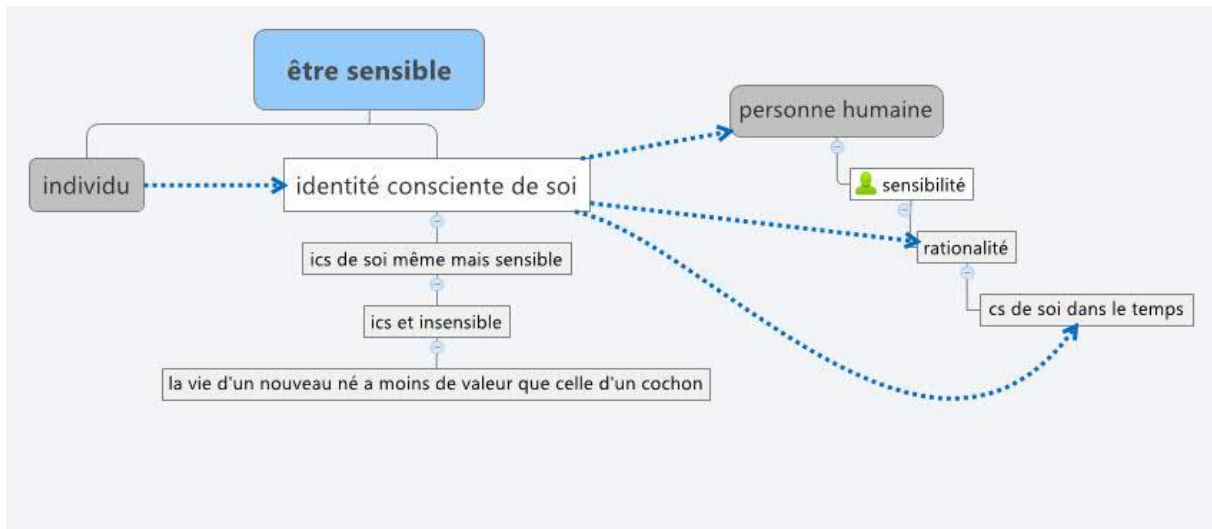 être sensible
personne humaine
individu
identité consciente de soi
sensibilité
rationalité
ics de soi même mais sensible
cs de soi dans le temps
ics et insensible
la vie d'un nouveau né a moins de valeur que celle d'un cochon